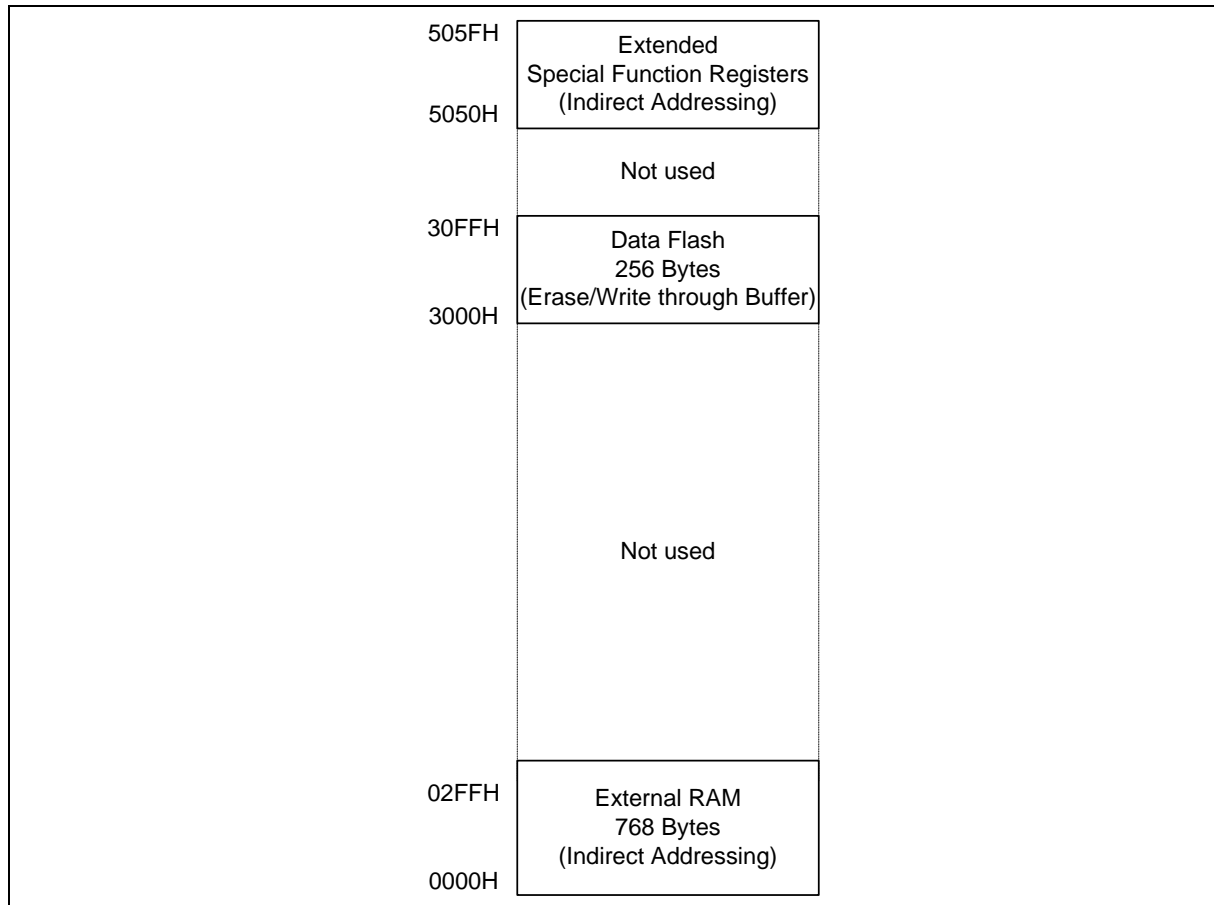 505FH
Extended
Special Function Registers
(Indirect Addressing)
5050H
Not used
30FFH
Data Flash
256 Bytes
(Erase/Write through Buffer)
3000H
Not used
02FFH
External RAM
768 Bytes
(Indirect Addressing)
0000H